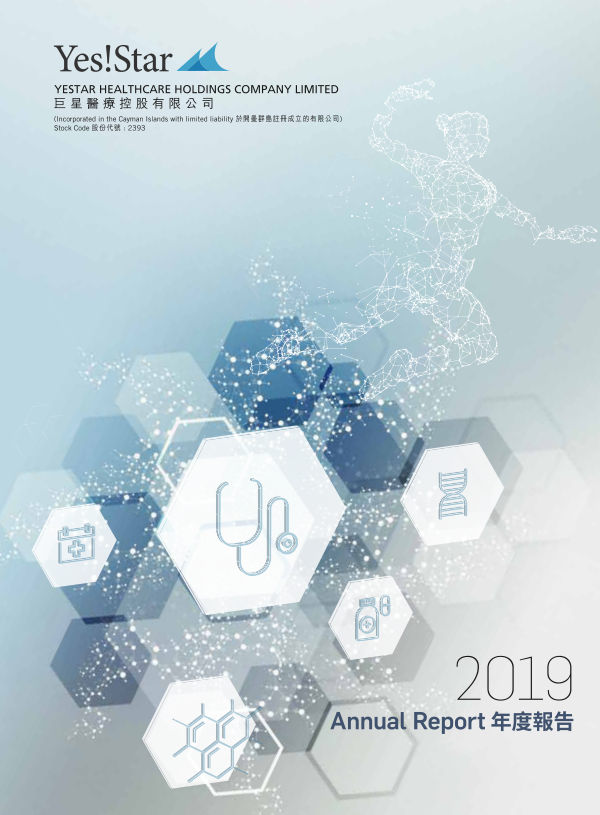 Yes!Star
YESTAR HEALTHCARE HOLDINGS COMPANY LIMITED
巨星醫療控股有限公司
(Incorporated in the Cayman Islands with limited liability 於開曼群島註冊成立的有限公司)
Stock Code 股份代號 : 2393
2019
Annual Report 年度報告